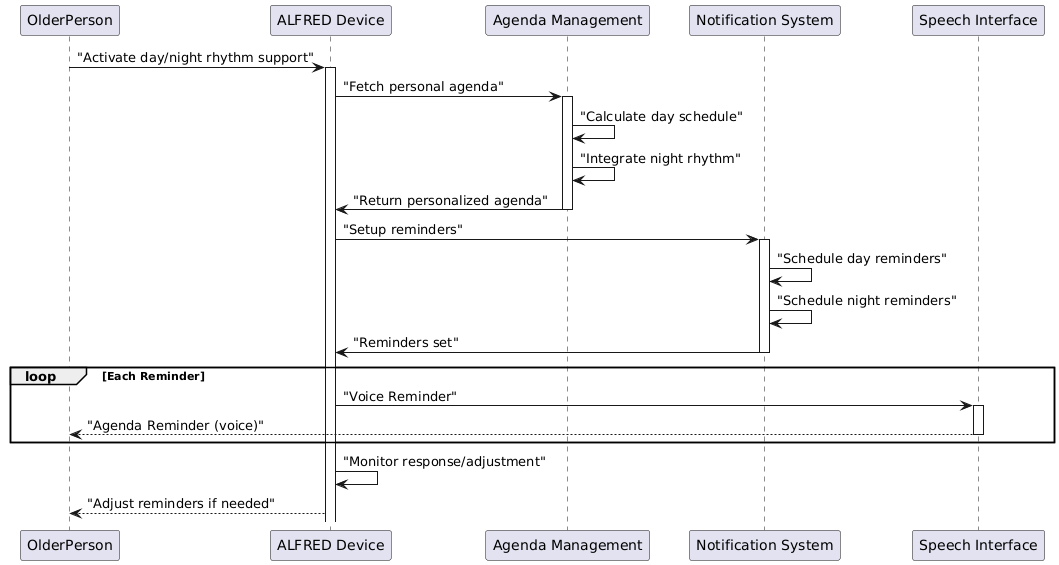 OlderPerson
ALFRED Device
Agenda Management
Notification System
Speech Interface
"Activate day/night rhythm support"
"Fetch personal agenda"
"Calculate day schedule"
"Integrate night rhythm"
"Return personalized agenda"
"Setup reminders"
"Schedule day reminders"
"Schedule night reminders"
"Reminders set"
loop [Each Reminder]
"Voice Reminder"
"Agenda Reminder (voice)"
"Monitor response/adjustment"
"Adjust reminders if needed"
OlderPerson
ALFRED Device
Agenda Management
Notification System
Speech Interface